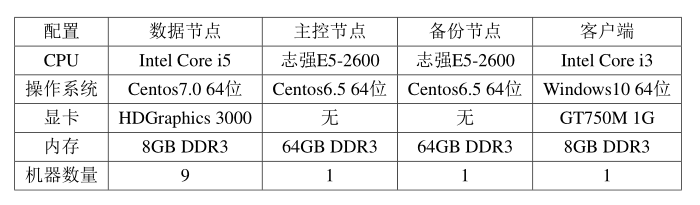 配置 数据节点 主控节点 备份节点 客户端
CPU Intel Core i5 志强E5-2600 志强E5-2600 Intel Core i3
操作系统 Centos7.0 64位 Centos6.5 64位 Centos6.5 64位 Windows10 64位
显卡 HDGraphics 3000 无 无 GT750M 1G
内存 8GB DDR3 64GB DDR3 64GB DDR3 8GB DDR3
机器数量 9 1 1 1